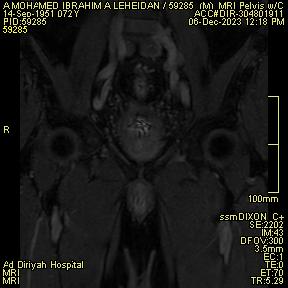 A MOHAMED IBRAHIM A LEHEIDAN / 59285 (M) MRI Pelvis w/C
14-Sep-1951 072Y ACC#DIR-304801911
PID:59285 06-Dec-2023 12:18 PM
59285
R
100mm
ssmDIXON_C+
SE:2202
IM:43
DFOV:300
3.5mm
EC:1
Ad Diriyah Hospital TE:0
MRI ET:70
MRI TR:5.29